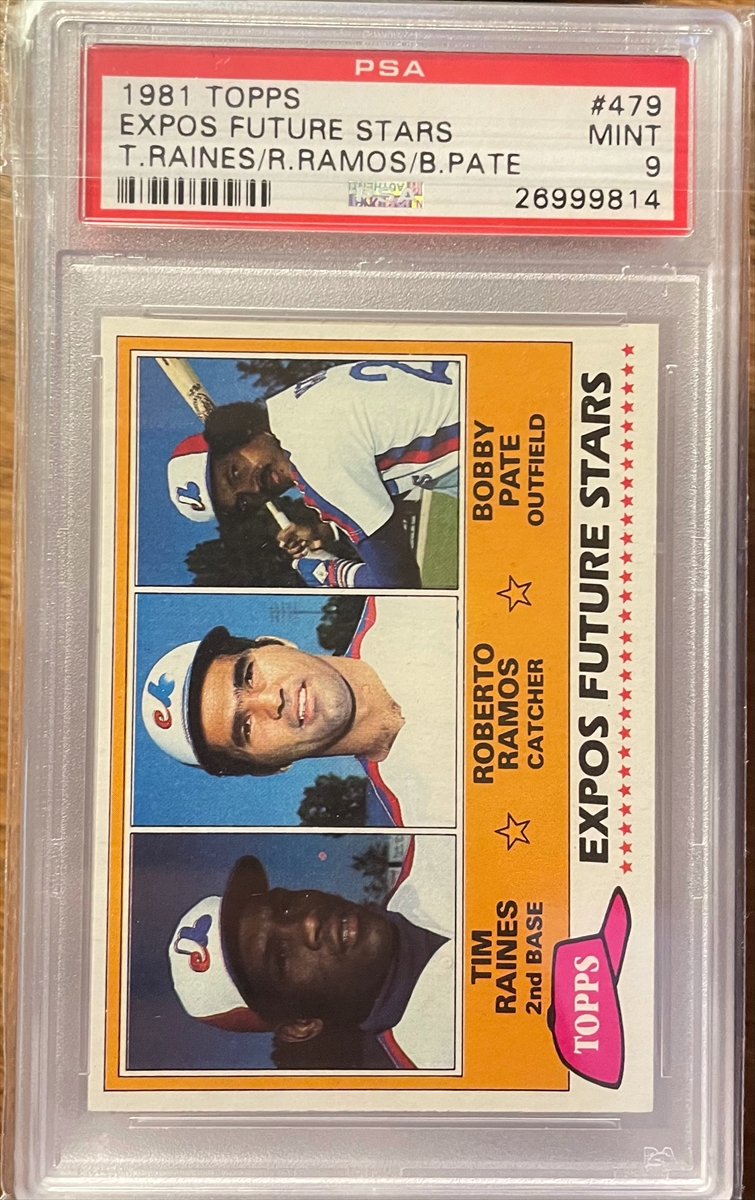 PSA
1981 TOPPS #479
EXPOS FUTURE STARS MINT
T.RAINES/R.RAMOS/B.PATE 9
26999814
TIM RAINES
2nd BASE
ROBERTO RAMOS
CATCHER
BOBBY PATE
OUTFIELD
TOPPS
EXPOS FUTURE STARS